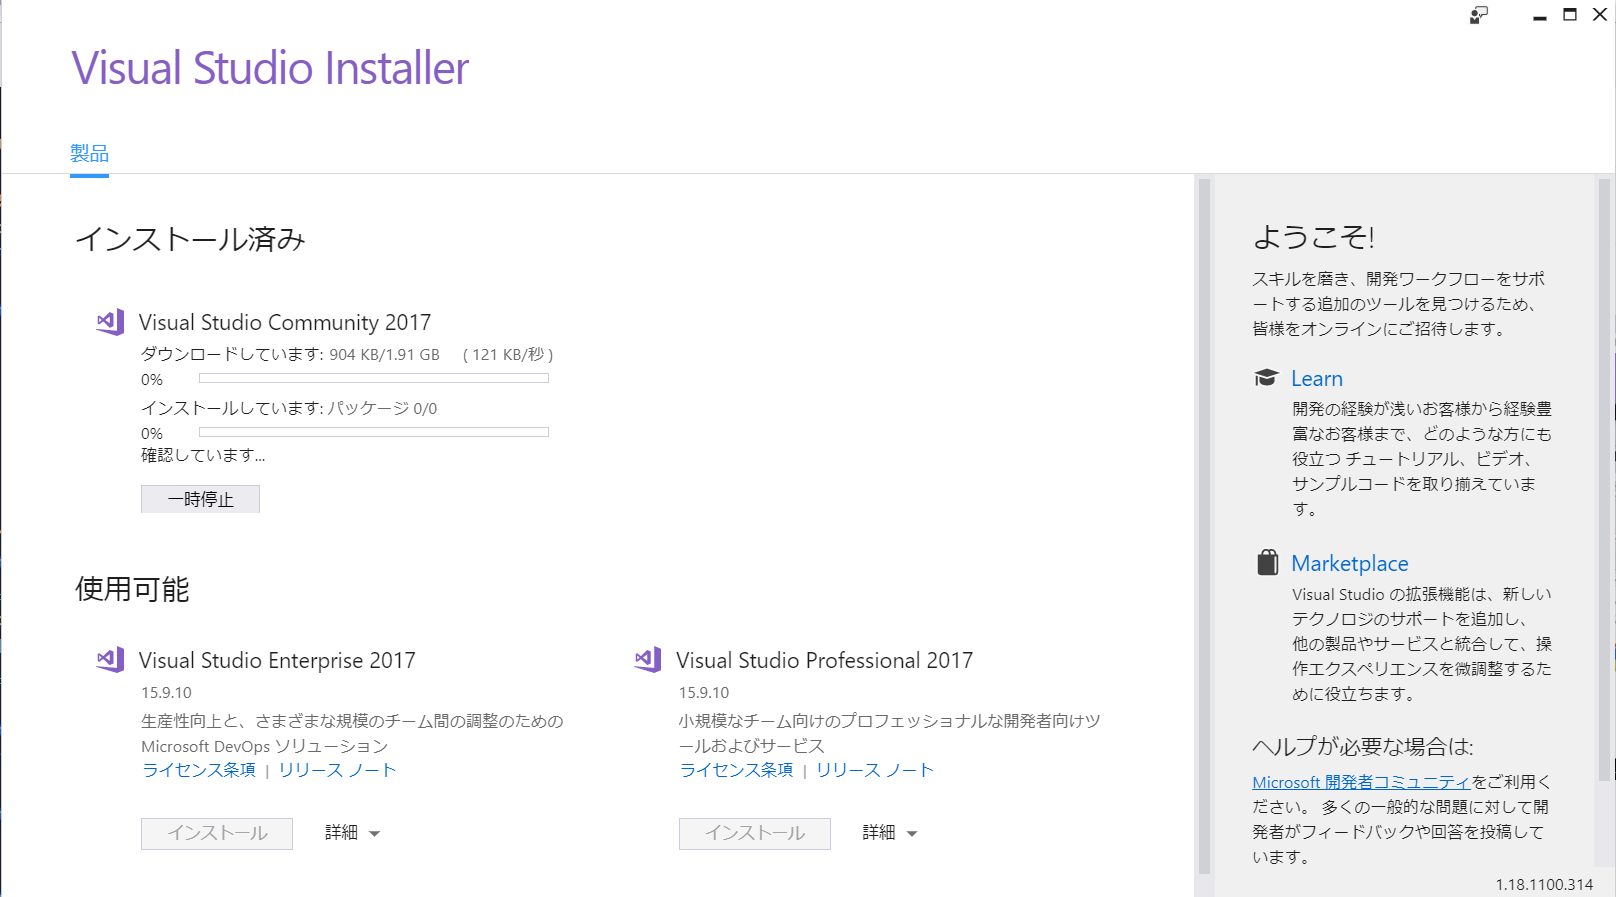 Visual Studio Installer
製品
インストール済み
Visual Studio Community 2017
ダウンロードしています: 904 KB/1.91 GB ( 121 KB/秒 )
0%
インストールしています: パッケージ 0/0
0%
確認しています...
一時停止
使用可能
Visual Studio Enterprise 2017
15.9.10
生産性向上と、さまざまな規模のチーム間の調整のための
Microsoft DevOps ソリューション
ライセンス条項 | リリース ノート
インストール 詳細
Visual Studio Professional 2017
15.9.10
小規模なチーム向けのプロフェッショナルな開発者向けツ
ールおよびサービス
ライセンス条項 | リリース ノート
インストール 詳細
ようこそ!
スキルを磨き、開発ワークフローをサポ
ートする追加のツールを見つけるため、
皆様をオンラインにご招待します。
Learn
開発の経験が浅いお客様から経験豊
富なお客様まで、どのような方にも
役立つ チュートリアル、ビデオ、
サンプルコードを取り揃えていま
す。
Marketplace
Visual Studio の拡張機能は、新しい
テクノロジのサポートを追加し、
他の製品やサービスと統合して、操
作エクスペリエンスを微調整するた
めに役立ちます。
ヘルプが必要な場合は:
Microsoft 開発者コミュニティをご利用く
ださい。 多くの一般的な問題に対して開
発者がフィードバックや回答を投稿して
います。
1.18.1100.314